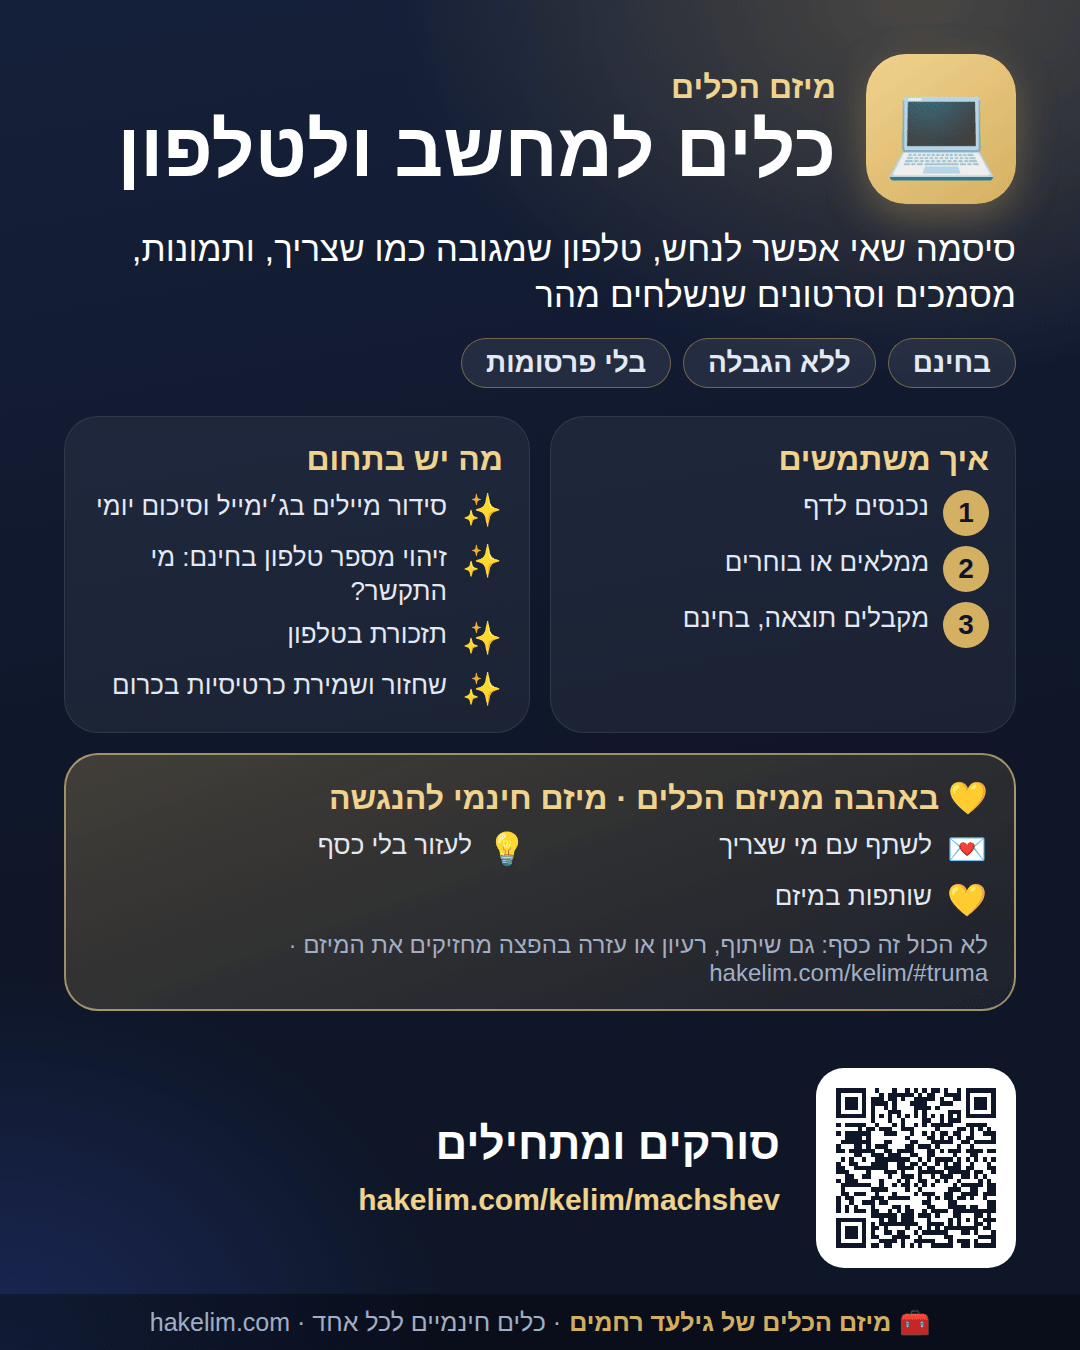 מיזם הכלים
כלים למחשב ולטלפון
סיסמה שאי אפשר לנחש, טלפון שמגובה כמו שצריך, ותמונות,
מסמכים וסרטונים שנשלחים מהר
בחינם
ללא הגבלה
בלי פרסומות
איך משתמשים
1 נכנסים לדף
2 ממלאים או בוחרים
3 מקבלים תוצאה, בחינם
מה יש בתחום
סידור מיילים בג׳ימייל וסיכום יומי
זיהוי מספר טלפון בחינם: מי
התקשר?
תזכורת בטלפון
שחזור ושמירת כרטיסיות בכרום
באהבה ממיזם הכלים · מיזם חינמי להנגשה
לשתף עם מי שצריך
לעזור בלי כסף
שותפות במיזם
לא הכול זה כסף: גם שיתוף, רעיון או עזרה בהפצה מחזיקים את המיזם ·
hakelim.com/kelim/#truma
סורקים ומתחילים
hakelim.com/kelim/machshev
מיזם הכלים של גילעד רחמים · כלים חינמיים לכל אחד · hakelim.com